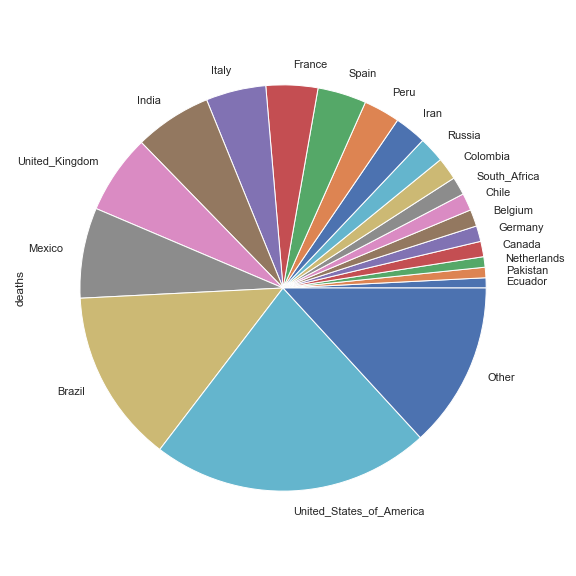 France
Spain
Italy
Peru
India
Iran
Russia
Colombia
United_Kingdom
South_Africa
Chile
Belgium
Germany
Mexico
Canada
Netherlands
Pakistan
Ecuador
deaths
Other
Brazil
United_States_of_America